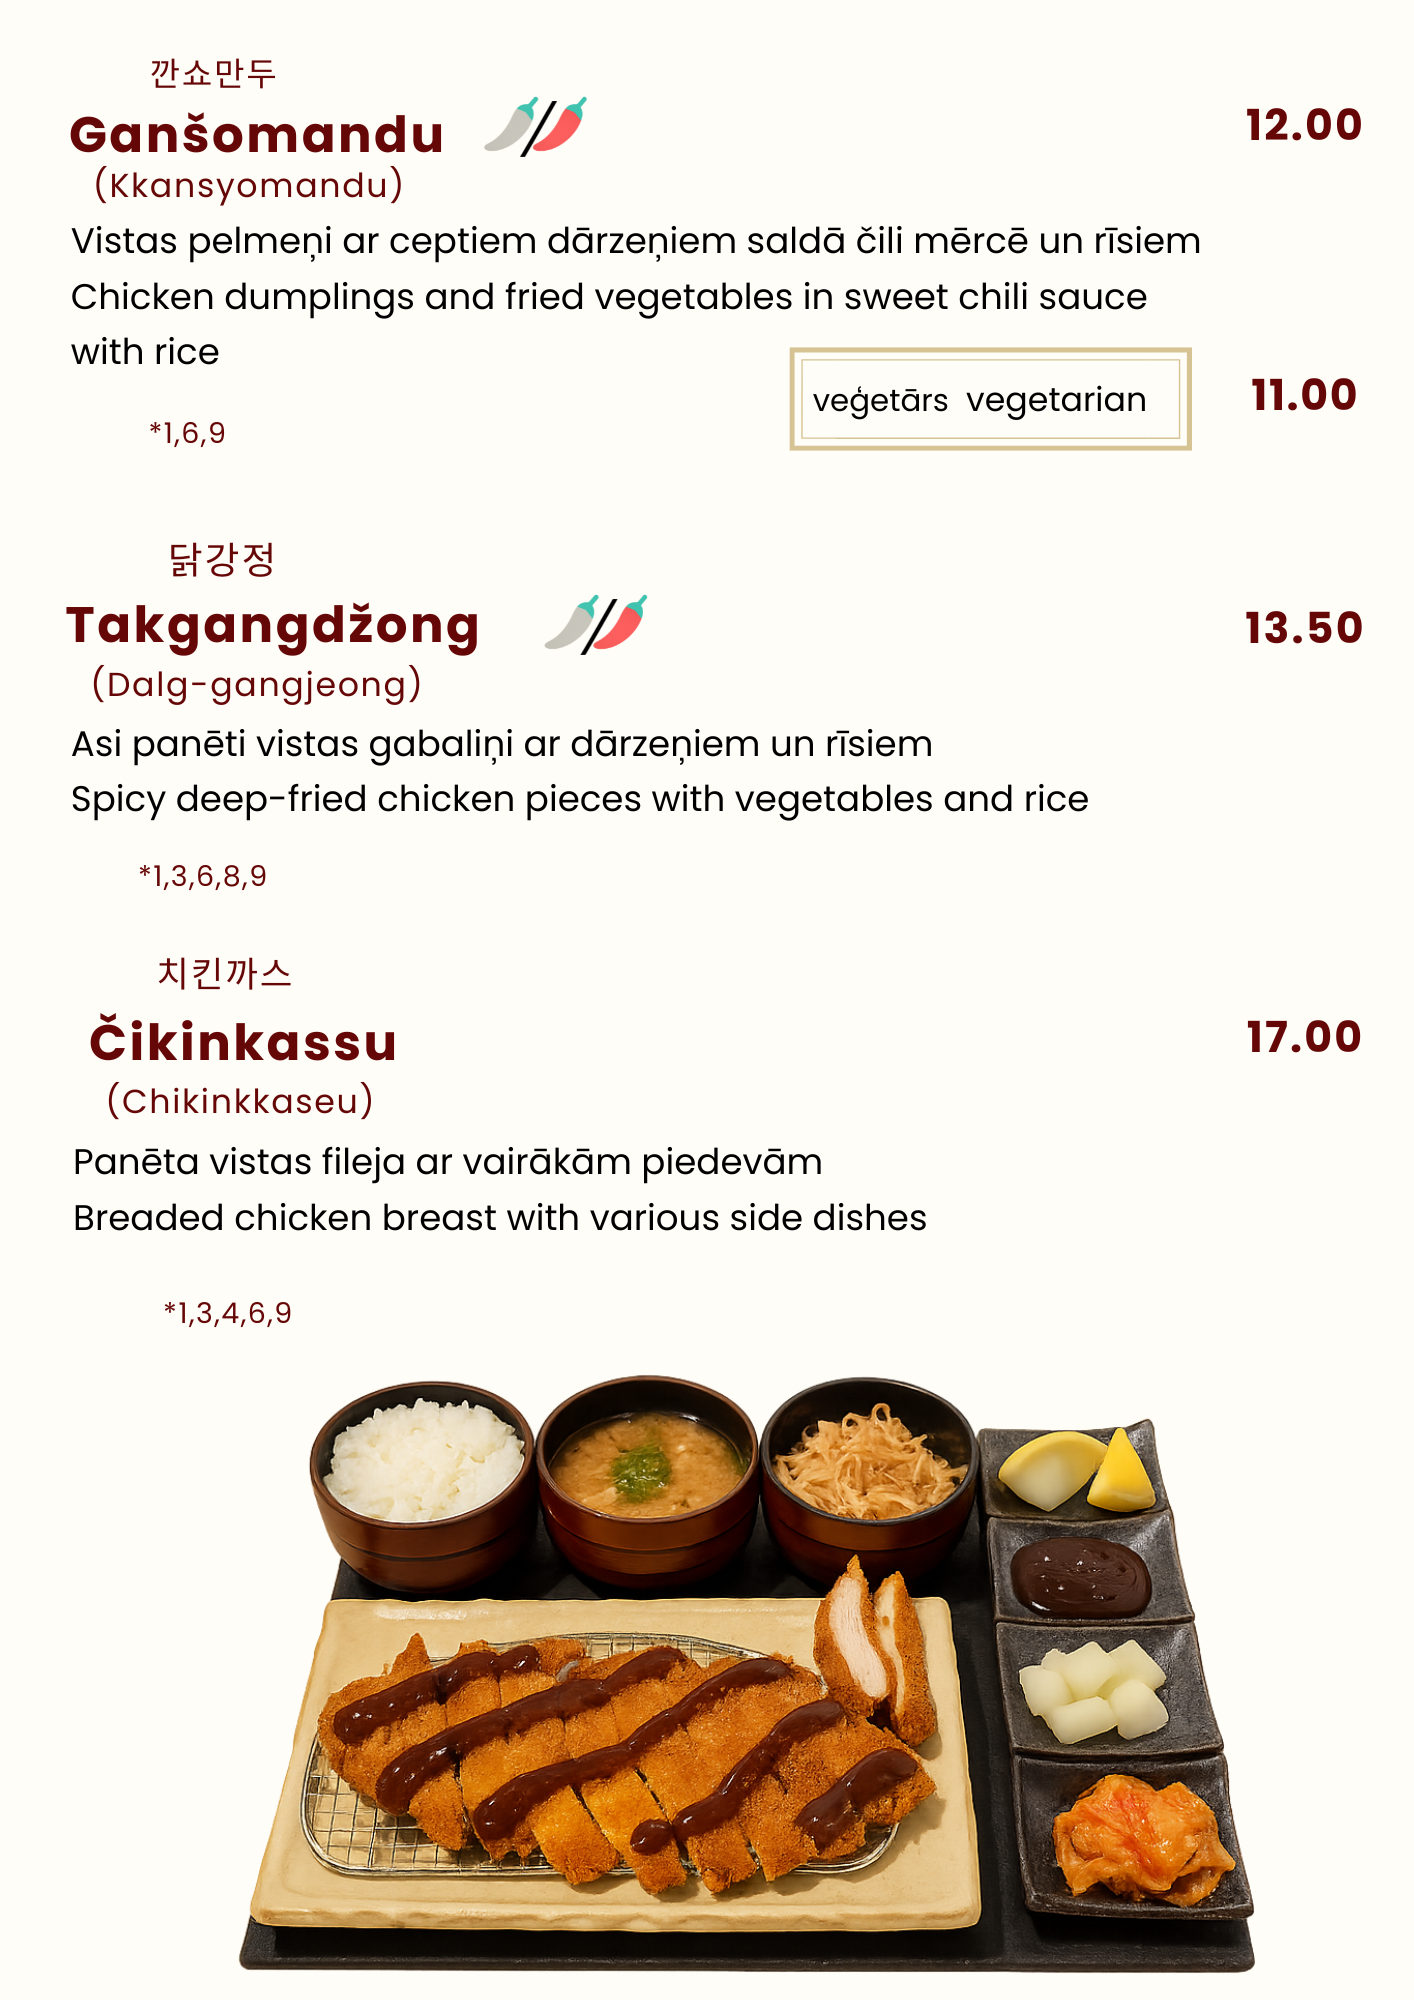 깐쇼만두
Ganšomandu
12.00
(Kkansyomandu)
Vistas pelmeņi ar ceptiem dārzeņiem saldā čili mērcē un rīsiem
Chicken dumplings and fried vegetables in sweet chili sauce
with rice
veģetārs vegetarian
11.00
*1,6,9
닭강정
Takgangdžong
13.50
(Dalg-gangjeong)
Asi panēti vistas gabaliņi ar dārzeņiem un rīsiem
Spicy deep-fried chicken pieces with vegetables and rice
*1,3,6,8,9
치킨까스
Čikinkassu
17.00
(Chikinkkaseu)
Panēta vistas fileja ar vairākām piedevām
Breaded chicken breast with various side dishes
*1,3,4,6,9